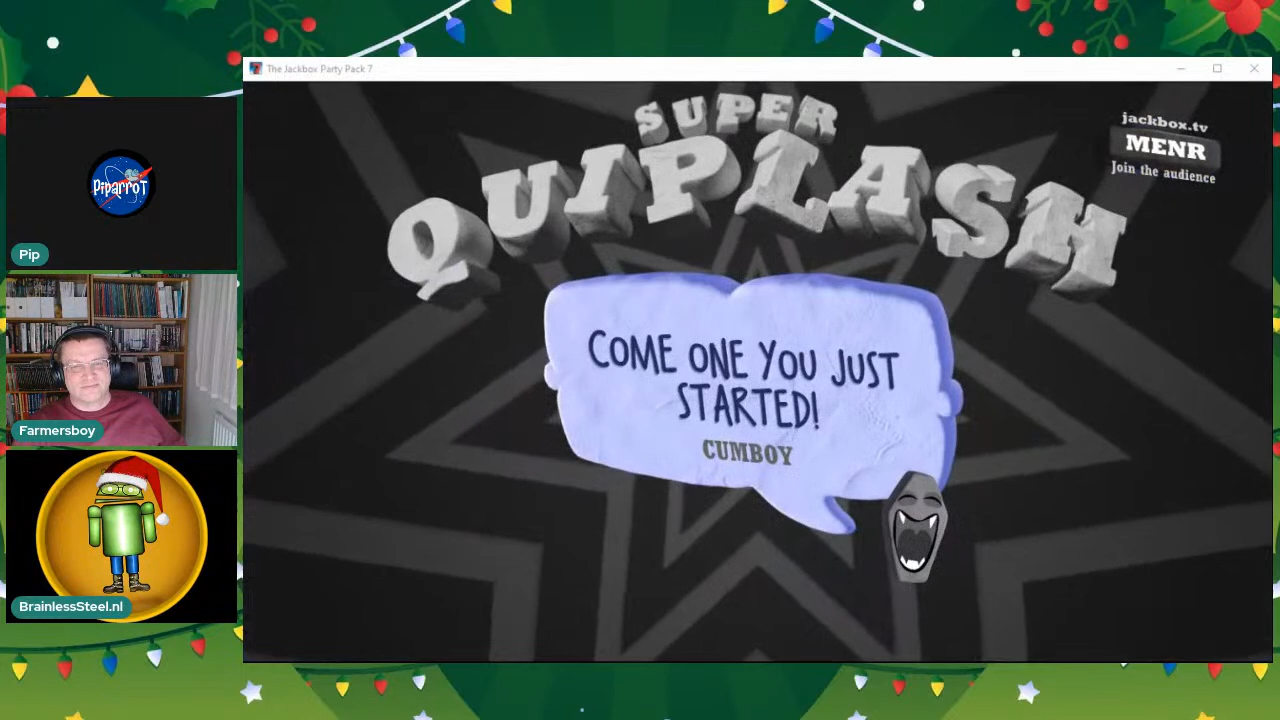 The Jackbox Party Pack 7
SUPER
QUIPLASH
jackbox.tv
MENR
Join the audience
COME ONE YOU JUST
STARTED!
CUMBOY
PiparroT
Pip
Farmersboy
BrainlessSteel.nl